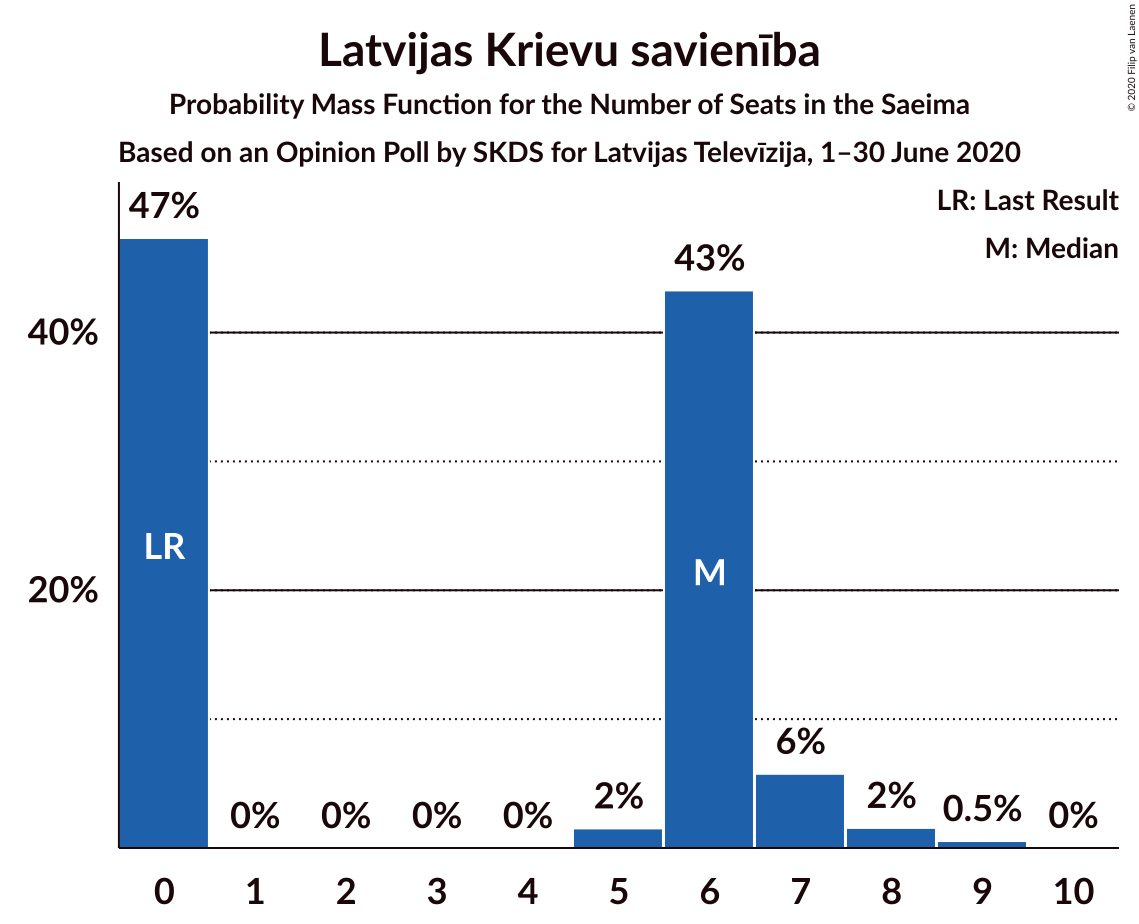 Latvijas Krievu savienība
Probability Mass Function for the Number of Seats in the Saeima
Based on an Opinion Poll by SKDS for Latvijas Televīzija, 1–30 June 2020
© 2020 Filip van Laenen
LR: Last Result
M: Median
47%
43%
40%
LR
M
20%
6%
0%
0%
0%
0%
2%
2%
0.5%
0%
0 1 2 3 4 5 6 7 8 9 10